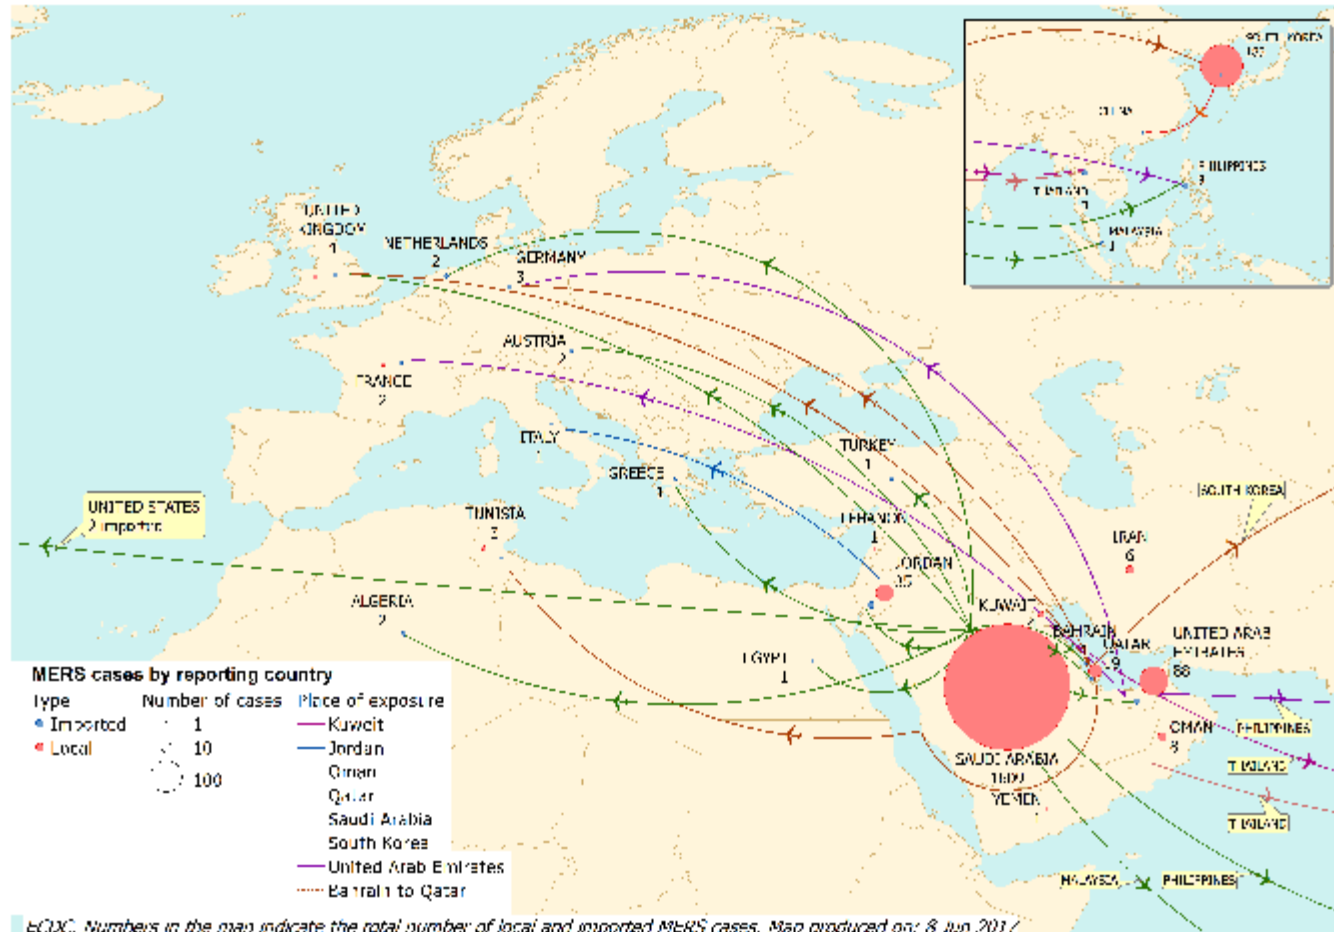 SOUTH KOREA
CHINA
PHILIPPINES
THAILAND
MALAYSIA
1
UNITED
KINGDOM
4
NETHERLANDS
2
GERMANY
3
AUSTRIA
2
FRANCE
2
ITALY
GREECE
1
TURKEY
1
UNITED STATES
2 imported
TUNISIA
3
LEBANON
1
JORDAN
SOUTH KOREA
IRAN
6
ALGERIA
2
KUWAIT
BAHRAIN
QATAR
UNITED ARAB
EMIRATES
EGYPT
1
OMAN
8
PHILIPPINES
SAUDI ARABIA
YEMEN
THAILAND
THAILAND
MALAYSIA
PHILIPPINES
MERS cases by reporting country
Type
Imported
Local
Number of cases
1
10
100
Place of exposure
Kuweit
Jordan
Oman
Qatar
Saudi Arabia
South Korea
United Arab Emirates
Bahrain to Qatar
ECDC. Numbers in the map indicate the total number of local and imported MERS cases. Map produced on: 8 Jun 2017